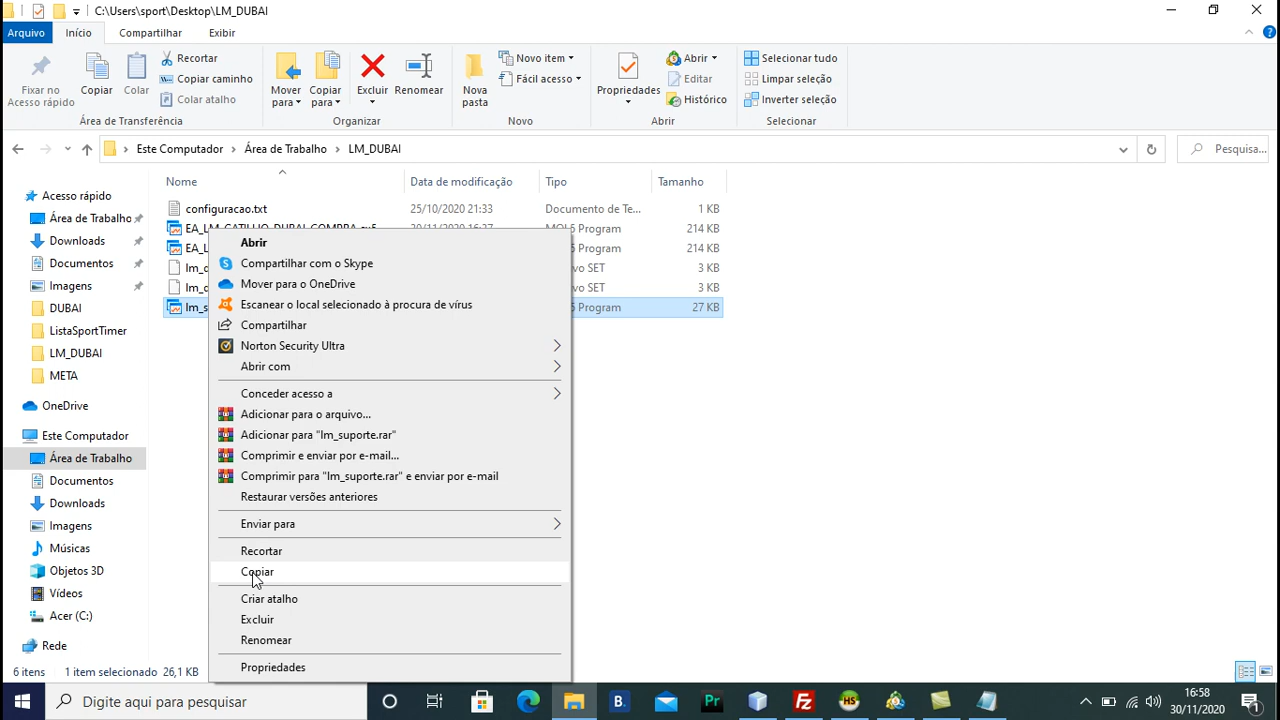 C:\Users\sport\Desktop\LM_DUBAI
Arquivo Início Compartilhar Exibir
Fixar no Acesso rápido
Copiar
Colar
Recortar
Copiar caminho
Colar atalho
Área de Transferência
Mover para
Copiar para
Excluir
Renomear
Organizar
Nova pasta
Novo item
Fácil acesso
Novo
Propriedades
Abrir
Editar
Histórico
Abrir
Selecionar tudo
Limpar seleção
Inverter seleção
Selecionar
Este Computador Área de Trabalho LM_DUBAI
Pesquisa...
Nome Data de modificação Tipo Tamanho
configuracao.txt 25/10/2020 21:33 Documento de Te... 1 KB
214 KB
214 KB
3 KB
3 KB
27 KB
Acesso rápido
Área de Trabalho
Downloads
Documentos
Imagens
DUBAI
ListaSportTimer
LM_DUBAI
META
OneDrive
Este Computador
Área de Trabalho
Documentos
Downloads
Imagens
Músicas
Objetos 3D
Vídeos
Acer (C:)
Rede
Abrir
Compartilhar com o Skype
Mover para o OneDrive
Escanear o local selecionado à procura de vírus
Compartilhar
Norton Security Ultra
Abrir com
Conceder acesso a
Adicionar para o arquivo...
Adicionar para "lm_suporte.rar"
Comprimir e enviar por e-mail...
Comprimir para "lm_suporte.rar" e enviar por e-mail
Restaurar versões anteriores
Enviar para
Recortar
Copiar
Criar atalho
Excluir
Renomear
Propriedades
6 itens 1 item selecionado 26,1 KB
Digite aqui para pesquisar
B.
Pr
HS
16:58
30/11/2020
1